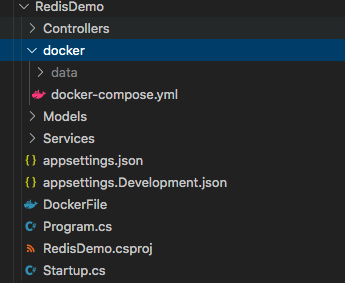 RedisDemo
Controllers
docker
data
docker-compose.yml
Models
Services
{} appsettings.json
{} appsettings.Development.json
DockerFile
C# Program.cs
RedisDemo.csproj
C# Startup.cs